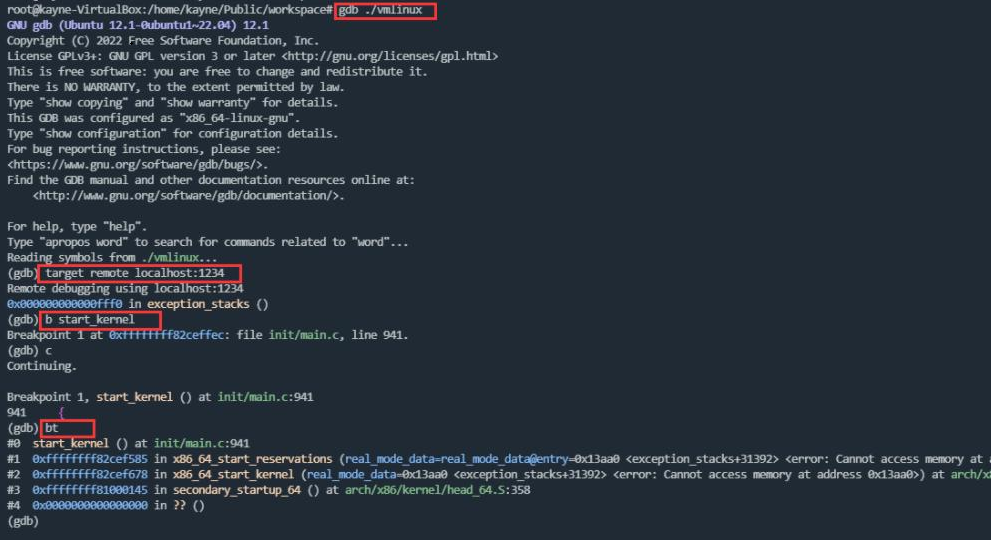 root@kayne-VirtualBox:/home/kayne/Public/workspace# gdb ./vmlinux
GNU gdb (Ubuntu 12.1-0ubuntu1~22.04) 12.1
Copyright (C) 2022 Free Software Foundation, Inc.
License GPLv3+: GNU GPL version 3 or later <http://gnu.org/licenses/gpl.html>
This is free software: you are free to change and redistribute it.
There is NO WARRANTY, to the extent permitted by law.
Type "show copying" and "show warranty" for details.
This GDB was configured as "x86_64-linux-gnu".
Type "show configuration" for configuration details.
For bug reporting instructions, please see:
<https://www.gnu.org/software/gdb/bugs/>.
Find the GDB manual and other documentation resources online at:
    <http://www.gnu.org/software/gdb/documentation/>.
For help, type "help".
Type "apropos word" to search for commands related to "word"...
Reading symbols from ./vmlinux...
(gdb) target remote localhost:1234
Remote debugging using localhost:1234
0x000000000000fff0 in exception_stacks ()
(gdb) b start_kernel
Breakpoint 1 at 0xffffffff82ceffec: file init/main.c, line 941.
(gdb) c
Continuing.
Breakpoint 1, start_kernel () at init/main.c:941
941     {
(gdb) bt
#0  start_kernel () at init/main.c:941
#1  0xffffffff82cef585 in x86_64_start_reservations (real_mode_data=real_mode_data@entry=0x13aa0 <exception_stacks+31392> <error: Cannot access memory at
#2  0xffffffff82cef678 in x86_64_start_kernel (real_mode_data=0x13aa0 <exception_stacks+31392> <error: Cannot access memory at address 0x13aa0>) at arch/x8
#3  0xffffffff81000145 in secondary_startup_64 () at arch/x86/kernel/head_64.S:358
#4  0x0000000000000000 in ?? ()
(gdb)